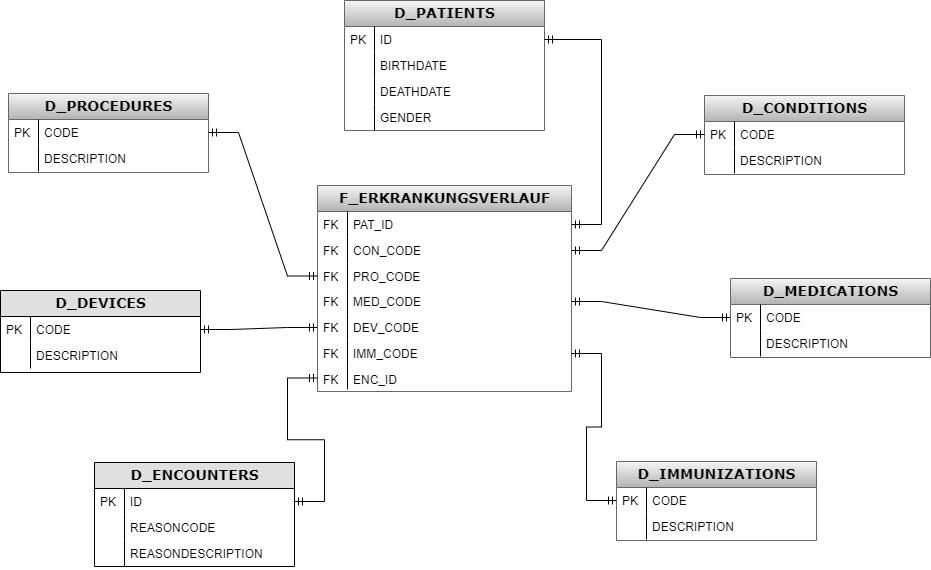 D_PATIENTS
PK ID
BIRTHDATE
DEATHDATE
GENDER
D_PROCEDURES
PK CODE
DESCRIPTION
D_CONDITIONS
PK CODE
DESCRIPTION
F_ERKRANKUNGSVERLAUF
FK PAT_ID
FK CON_CODE
FK PRO_CODE
FK MED_CODE
FK DEV_CODE
FK IMM_CODE
FK ENC_ID
D_DEVICES
PK CODE
DESCRIPTION
D_MEDICATIONS
PK CODE
DESCRIPTION
D_ENCOUNTERS
PK ID
REASONCODE
REASONDESCRIPTION
D_IMMUNIZATIONS
PK CODE
DESCRIPTION